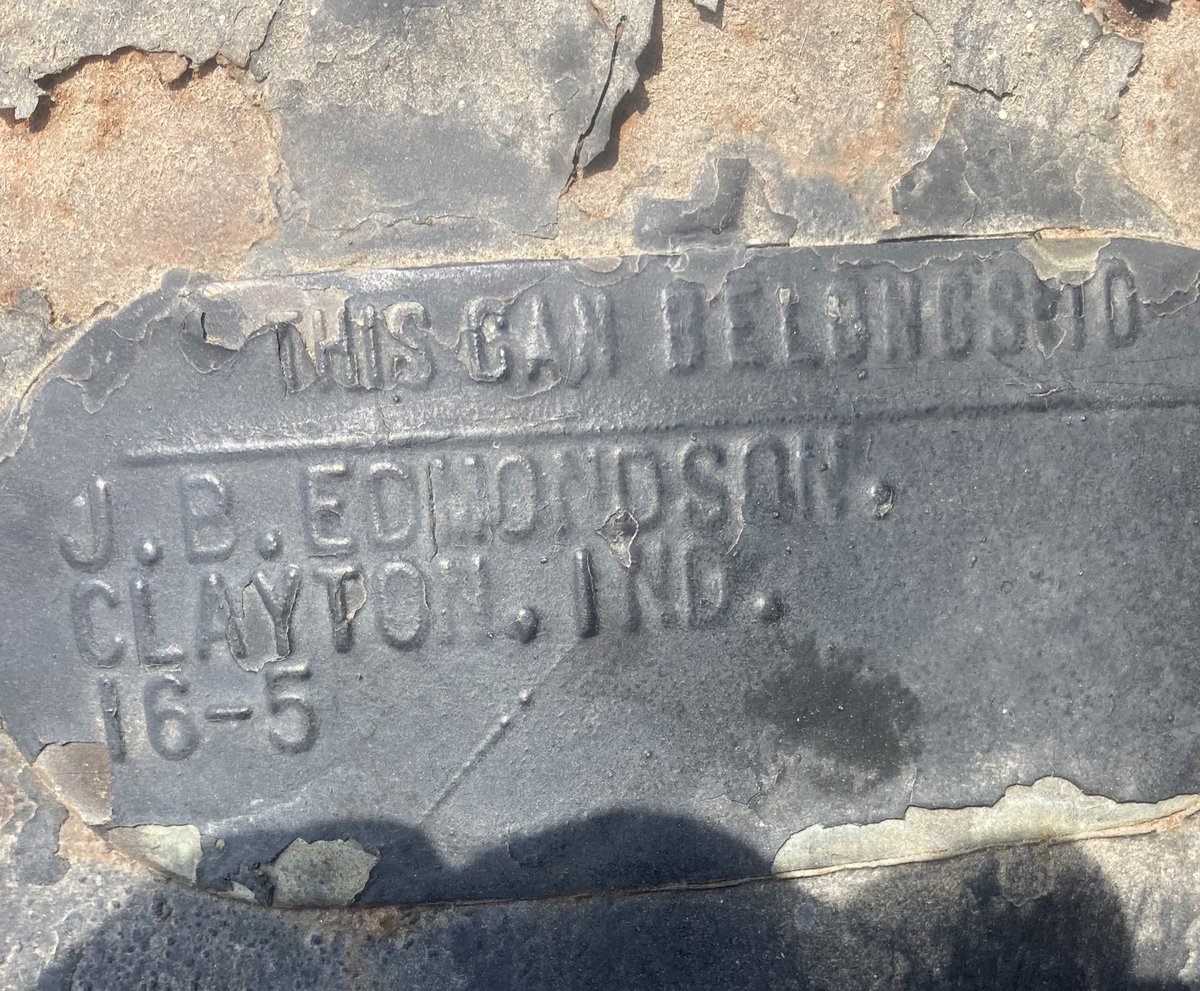 THIS CAN BELONGS TO
J.B.EDMONDSON.
CLAYTON.IND.
16-5